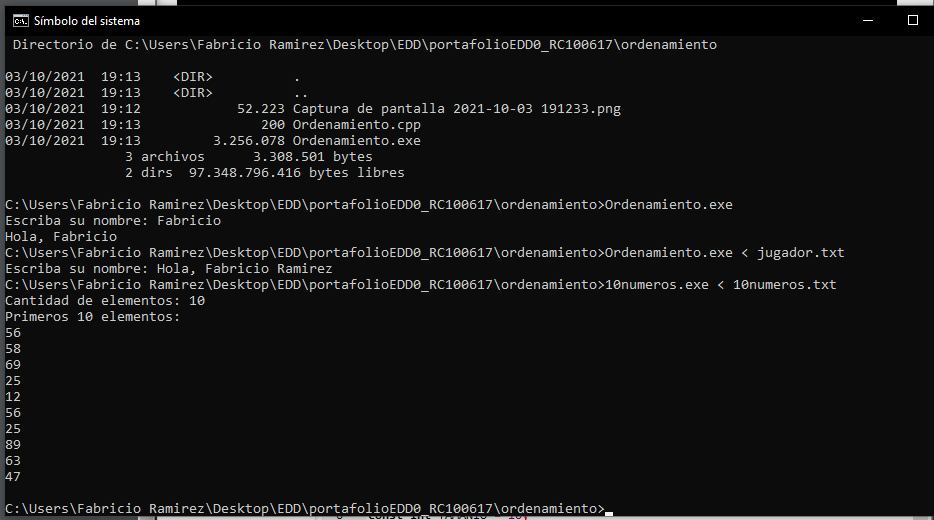 Símbolo del sistema
Directorio de C:\Users\Fabricio Ramirez\Desktop\EDD\portafolioEDD0_RC100617\ordenamiento
03/10/2021  19:13    <DIR>          .
03/10/2021  19:13    <DIR>          ..
03/10/2021  19:12            52.223 Captura de pantalla 2021-10-03 191233.png
03/10/2021  19:13               200 Ordenamiento.cpp
03/10/2021  19:13         3.256.078 Ordenamiento.exe
               3 archivos      3.308.501 bytes
               2 dirs  97.348.796.416 bytes libres
C:\Users\Fabricio Ramirez\Desktop\EDD\portafolioEDD0_RC100617\ordenamiento>Ordenamiento.exe
Escriba su nombre: Fabricio
Hola, Fabricio
C:\Users\Fabricio Ramirez\Desktop\EDD\portafolioEDD0_RC100617\ordenamiento>Ordenamiento.exe < jugador.txt
Escriba su nombre: Hola, Fabricio Ramirez
C:\Users\Fabricio Ramirez\Desktop\EDD\portafolioEDD0_RC100617\ordenamiento>10numeros.exe < 10numeros.txt
Cantidad de elementos: 10
Primeros 10 elementos:
56
58
69
25
12
56
25
89
63
47
C:\Users\Fabricio Ramirez\Desktop\EDD\portafolioEDD0_RC100617\ordenamiento>